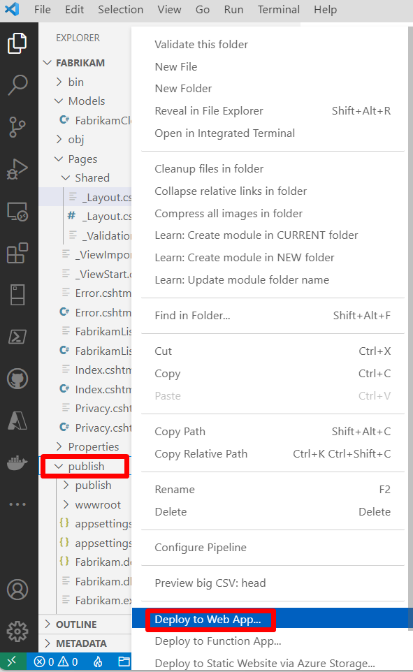 File Edit Selection View Go Run Terminal Help
EXPLORER
FABRIKAM
bin
Models
FabrikamCl
obj
Pages
Shared
_Layout.cs
_Layout.cs
_Validation
_ViewImpor
_ViewStart.c
Error.cshtm
Error.cshtm
FabrikamLis
FabrikamLis
Index.cshtm
Index.cshtm
Privacy.csht
Privacy.csht
Properties
publish
publish
wwwroot
appsettings
appsettings
Fabrikam.de
Fabrikam.dl
Fabrikam.ex
OUTLINE
METADATA
0 0
Validate this folder
New File
New Folder
Reveal in File Explorer Shift+Alt+R
Open in Integrated Terminal
Cleanup files in folder
Collapse relative links in folder
Compress all images in folder
Learn: Create module in CURRENT folder
Learn: Create module in NEW folder
Learn: Update module folder name
Find in Folder... Shift+Alt+F
Cut Ctrl+X
Copy Ctrl+C
Paste Ctrl+V
Copy Path Shift+Alt+C
Copy Relative Path Ctrl+K Ctrl+Shift+C
Rename F2
Delete Delete
Configure Pipeline
Preview big CSV: head
Deploy to Web App...
Deploy to Function App...
Deploy to Static Website via Azure Storage...